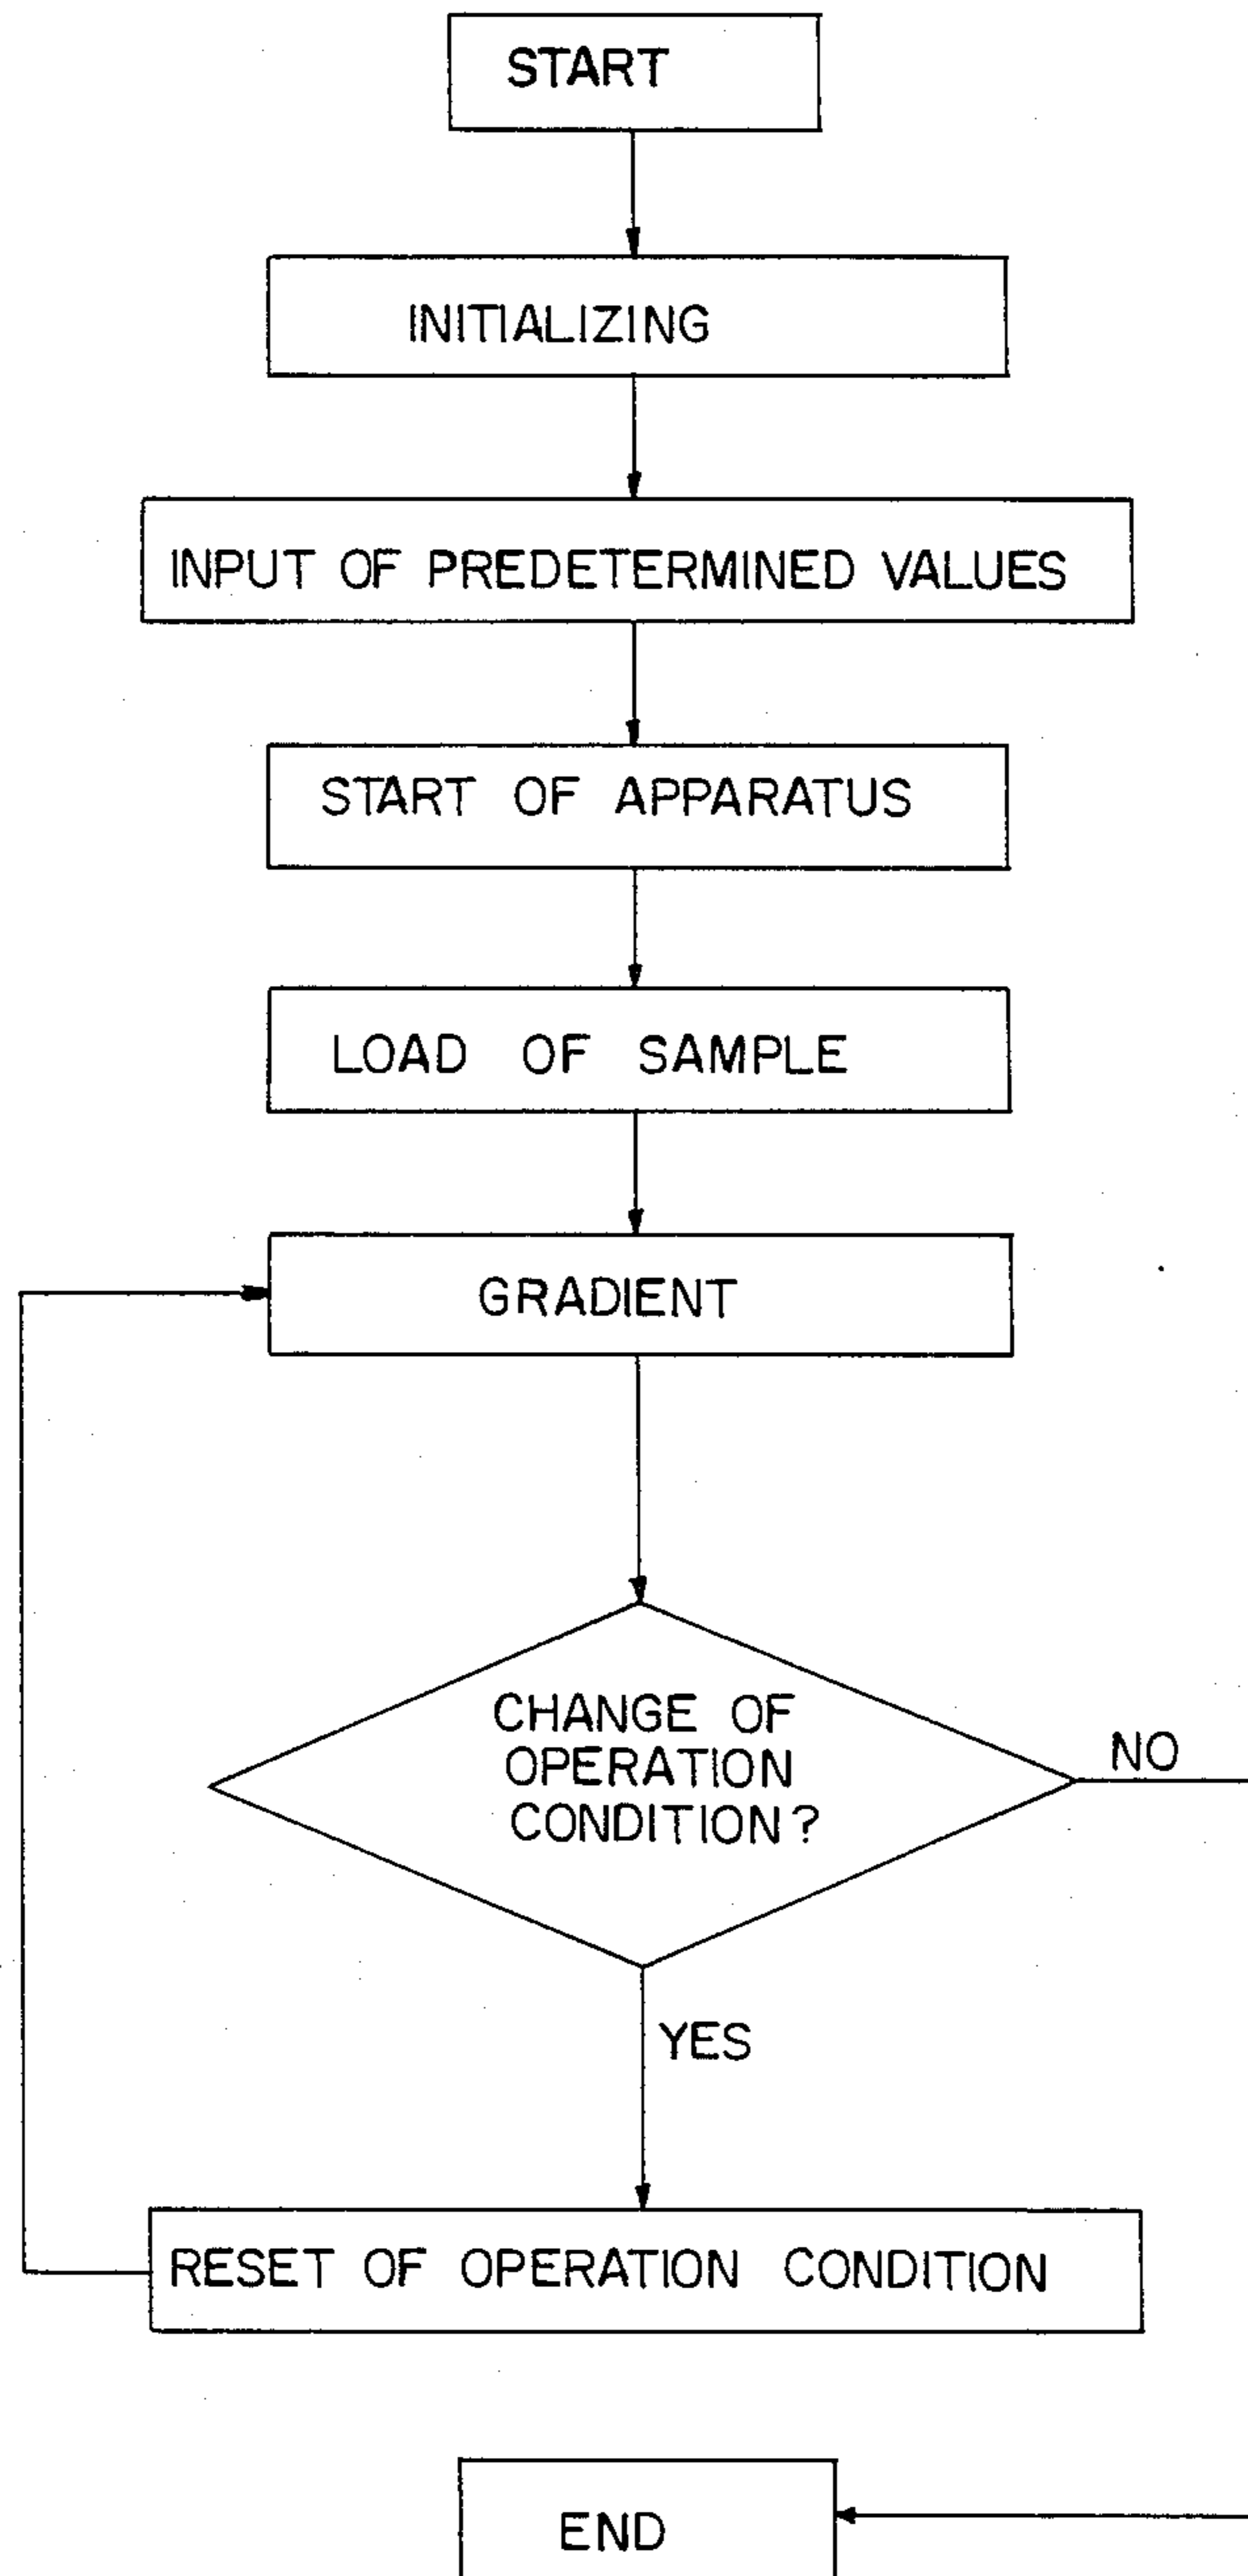 START
INITIALIZING
INPUT OF PREDETERMINED VALUES
START OF APPARATUS
LOAD OF SAMPLE
GRADIENT
CHANGE OF
OPERATION
CONDITION?
NO
YES
RESET OF OPERATION CONDITION
END